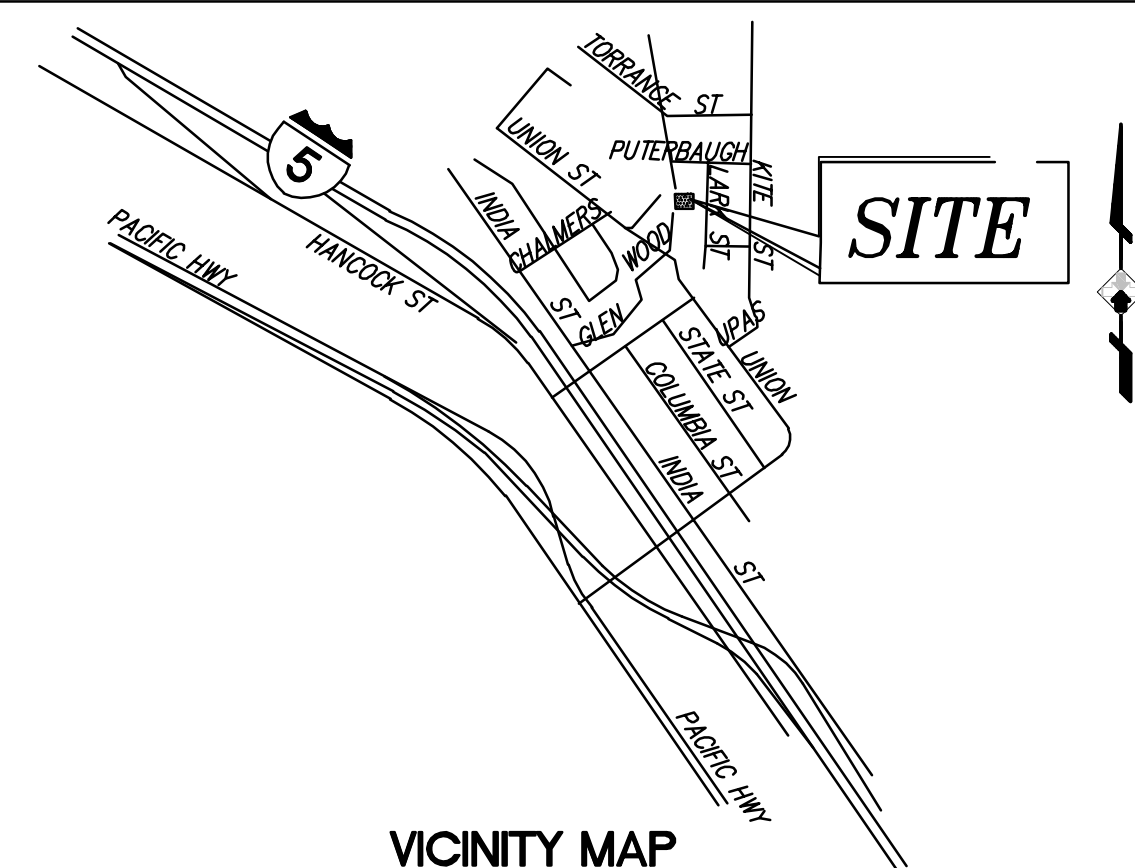 TORRANCE ST
UNION ST
PUTERBAUGH
KITE ST
LARK ST
SITE
5
INDIA ST
CHALMERS
WOOD
GLEN
PACIFIC HWY
HANCOCK ST
UPAS
UNION
STATE ST
COLUMBIA ST
INDIA ST
PACIFIC HWY
VICINITY MAP